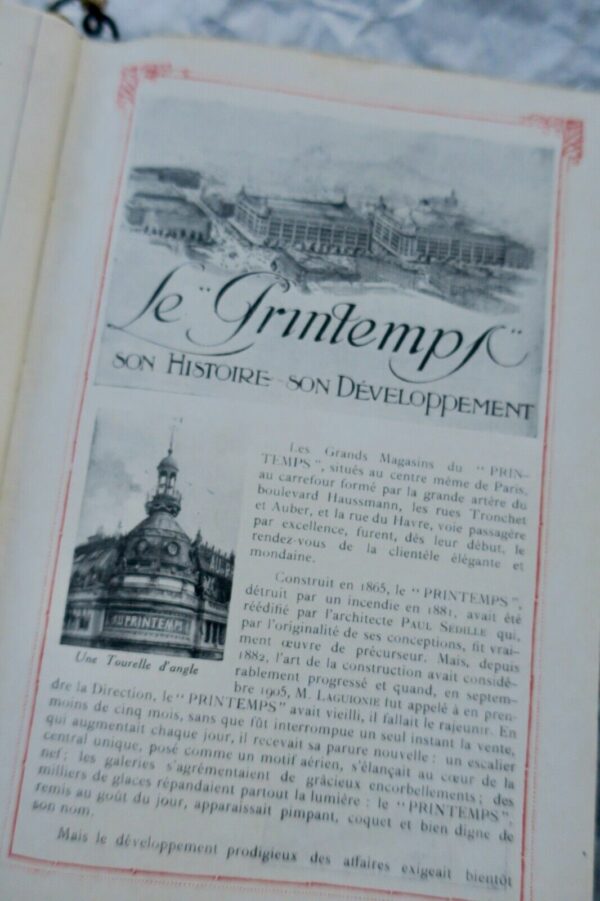 Le "Printemps"
SON HISTOIRE - SON DÉVELOPPEMENT
Les Grands Magasins du " PRIN-
TEMPS ", situés au centre même de Paris,
au carrefour formé par la grande artère du
boulevard Haussmann, les rues Tronchet
et Auber, et la rue du Havre, voie passagère
par excellence, furent, dès leur début, le
rendez-vous de la clientèle élégante et
mondaine.
AU PRINTEMPS
Une Tourelle d'angle
Construit en 1865, le " PRINTEMPS ",
détruit par un incendie en 1881, avait été
réédifié par l'architecte PAUL SEDILLE qui,
par l'originalité de ses conceptions, fit vrai-
ment œuvre de précurseur. Mais, depuis
1882, l'art de la construction avait considé-
rablement progressé et quand, en septem-
bre 1905, M. LAGUIONIE fut appelé à en pren-
dre la Direction, le " PRINTEMPS " avait vieilli, il fallait le rajeunir. En
moins de cinq mois, sans que fût interrompue un seul instant la vente,
qui augmentait chaque jour, il recevait sa parure nouvelle : un escalier
central unique, posé comme un motif aérien, s'élançait au cœur de la
nef ; les galeries s'agrémentaient de grâcieux encorbellements ; des
milliers de glaces répandaient partout la lumière : le " PRINTEMPS ",
remis au goût du jour, apparaissait pimpant, coquet et bien digne de
son nom.
Mais le développement prodigieux des affaires exigeait bientôt